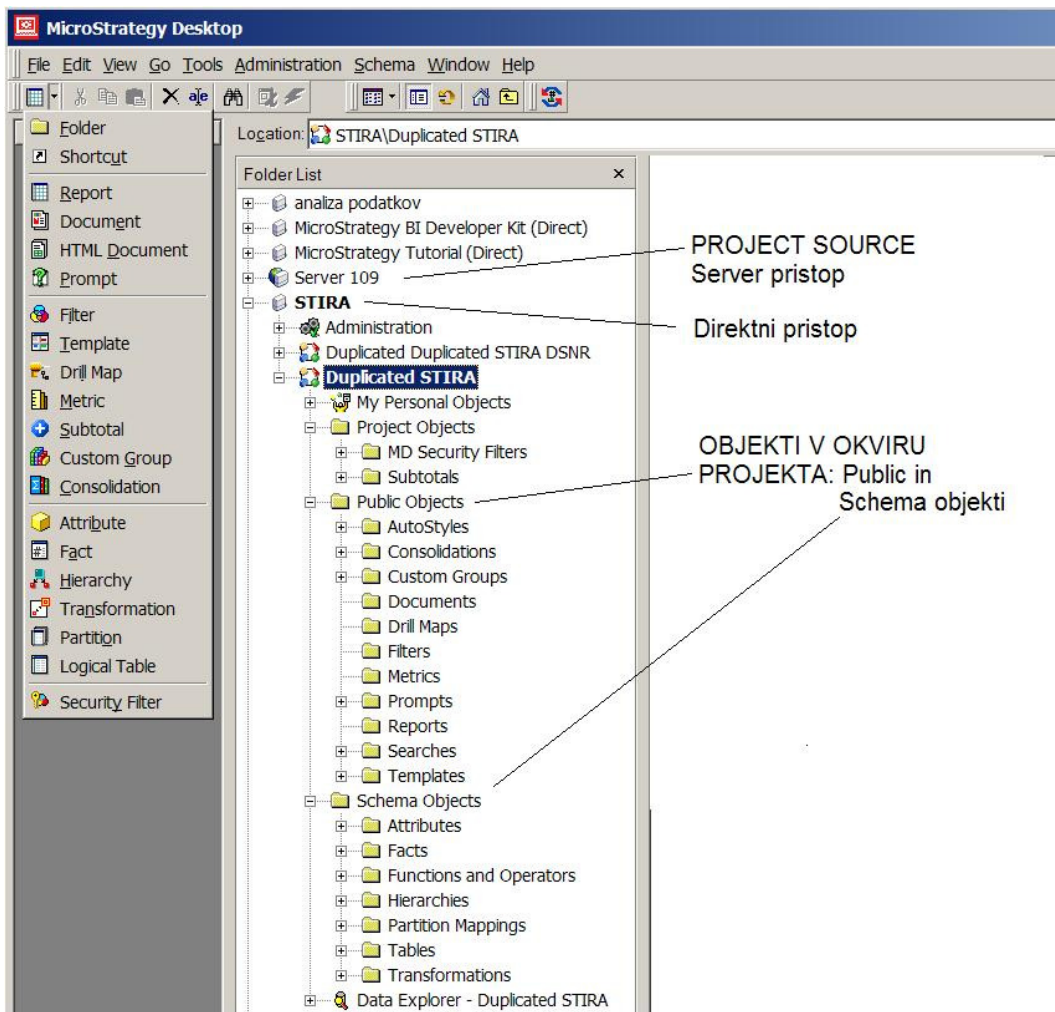 MicroStrategy Desktop
File Edit View Go Tools Administration Schema Window Help
Folder
Shortcut
Report
Document
HTML Document
Prompt
Filter
Template
Drill Map
Metric
Subtotal
Custom Group
Consolidation
Attribute
Fact
Hierarchy
Transformation
Partition
Logical Table
Security Filter
Location: STIRA\Duplicated STIRA
Folder List
analiza podatkov
MicroStrategy BI Developer Kit (Direct)
MicroStrategy Tutorial (Direct)
Server 109
STIRA
Administration
Duplicated Duplicated STIRA DSNR
Duplicated STIRA
My Personal Objects
Project Objects
MD Security Filters
Subtotals
Public Objects
AutoStyles
Consolidations
Custom Groups
Documents
Drill Maps
Filters
Metrics
Prompts
Reports
Searches
Templates
Schema Objects
Attributes
Facts
Functions and Operators
Hierarchies
Partition Mappings
Tables
Transformations
Data Explorer - Duplicated STIRA
PROJECT SOURCE
Server pristop
Direktni pristop
OBJEKTI V OKVIRU
PROJEKTA: Public in
Schema objekti